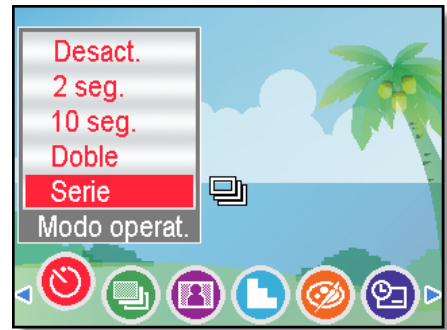 Desact.
2 seg.
10 seg.
Doble
Serie
Modo operat.